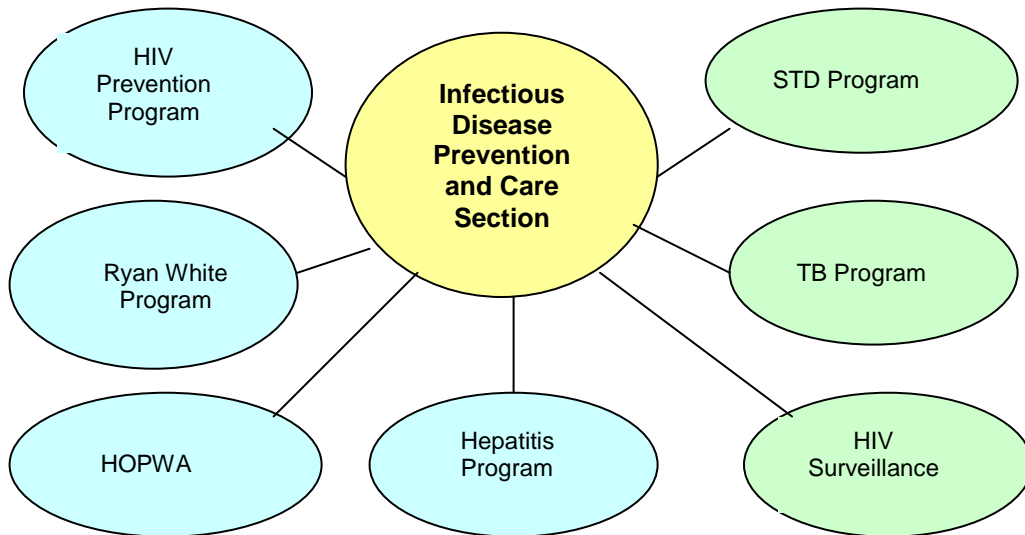 HIV
Prevention
Program
Infectious
Disease
Prevention
and Care
Section
STD Program
Ryan White
Program
TB Program
HOPWA
Hepatitis
Program
HIV
Surveillance